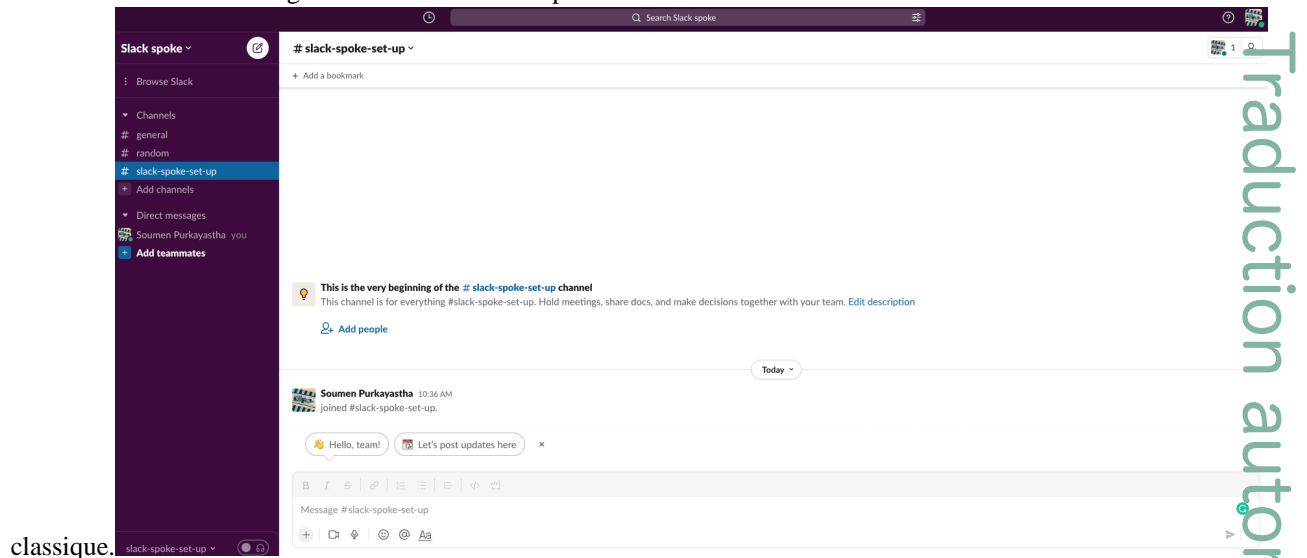 Search Slack spoke
Slack spoke
# slack-spoke-set-up
1
+ Add a bookmark
Browse Slack
Channels
# general
# random
# slack-spoke-set-up
+ Add channels
Direct messages
Soumen Purkayastha you
+ Add teammates
This is the very beginning of the # slack-spoke-set-up channel
This channel is for everything #slack-spoke-set-up. Hold meetings, share docs, and make decisions together with your team. Edit description
Add people
Today
Soumen Purkayastha 10:36 AM
joined #slack-spoke-set-up.
👋 Hello, team!
📅 Let's post updates here ×
B I S
Message #slack-spoke-set-up
+ @ Aa
classique.
slack-spoke-set-up
Traduction auto